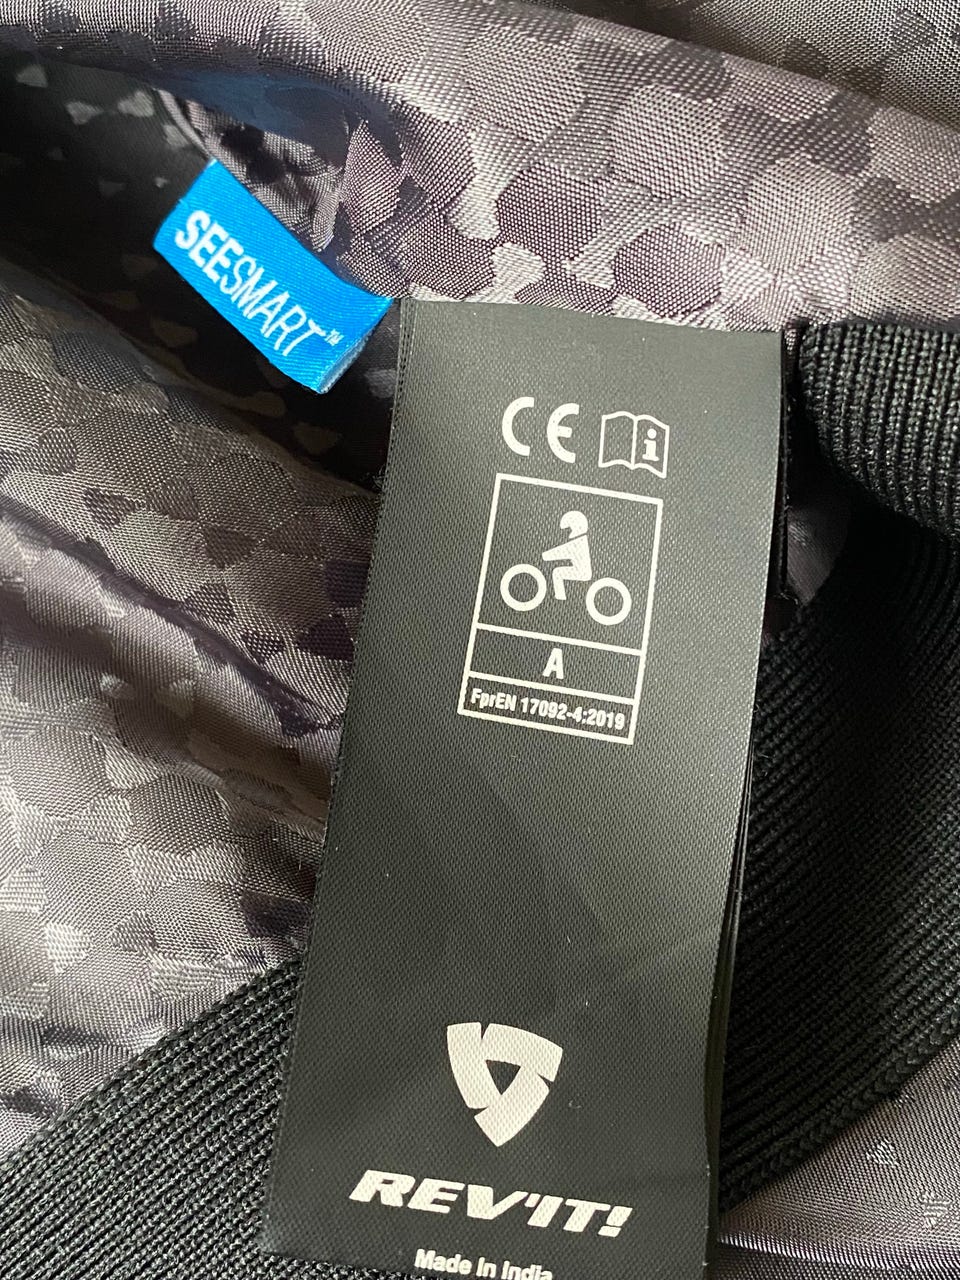 SEESMART™
CE i
A
FprEN 17092-4:2019
REV'IT!
Made in India